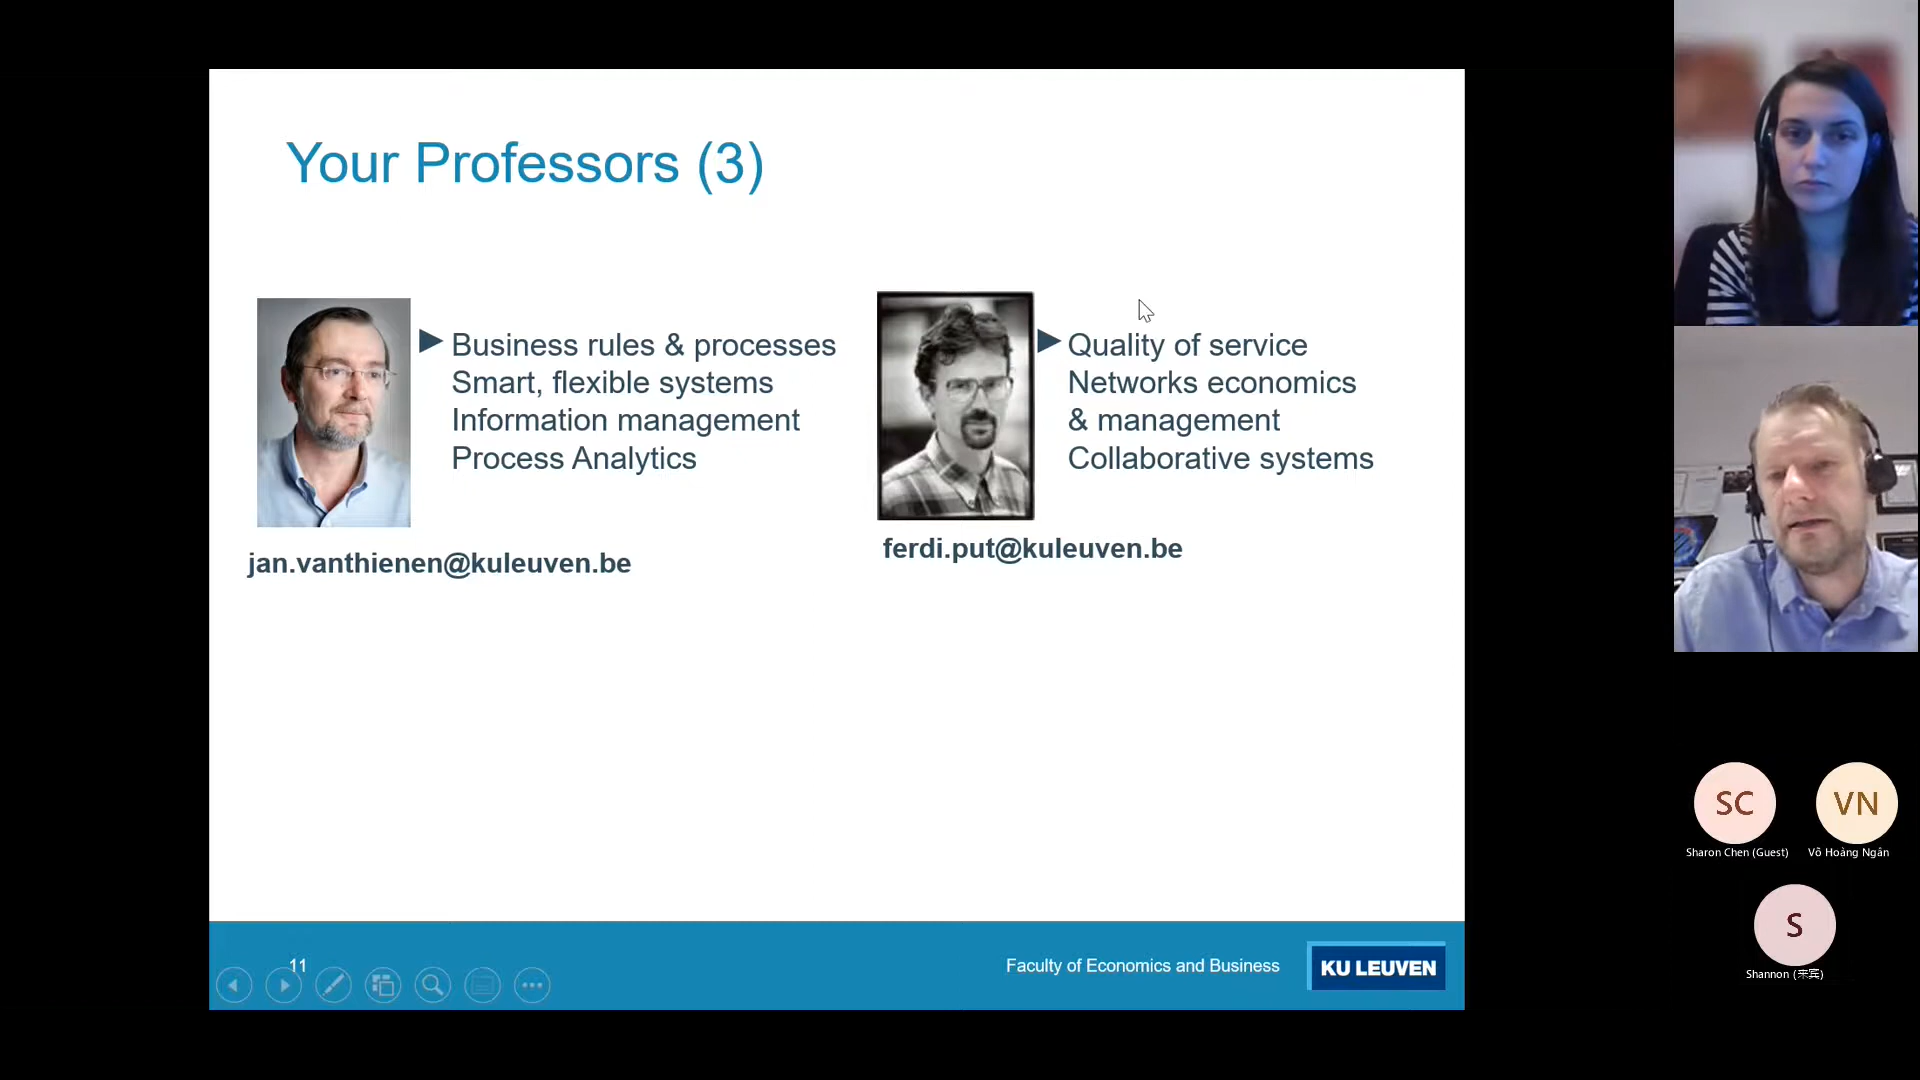 Your Professors (3)
Business rules & processes
Smart, flexible systems
Information management
Process Analytics
jan.vanthienen@kuleuven.be
Quality of service
Networks economics
& management
Collaborative systems
ferdi.put@kuleuven.be
11
Faculty of Economics and Business
KU LEUVEN
SC
Sharon Chen (Guest)
VN
Võ Hoàng Ngân
S
Shannon (来宾)